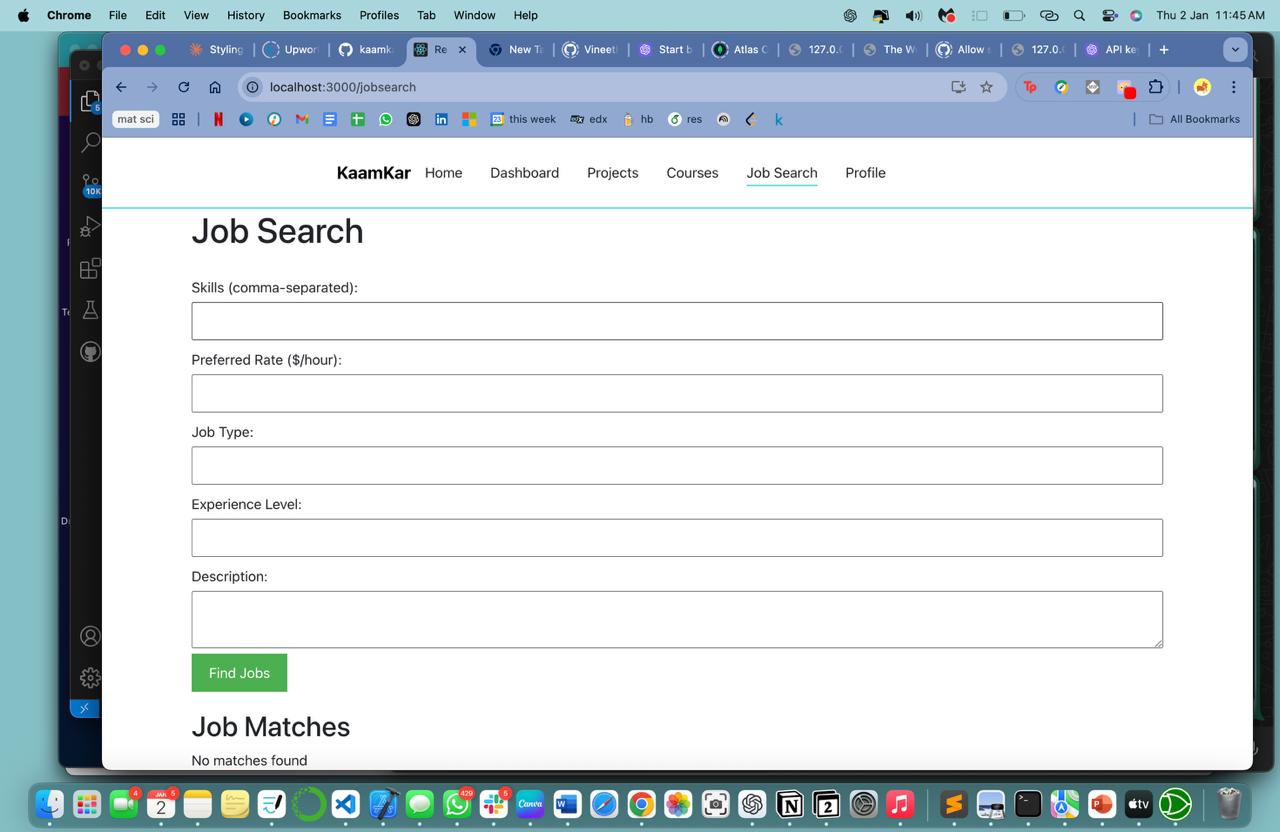 Chrome File Edit View History Bookmarks Profiles Tab Window Help Thu 2 Jan 11:45 AM
Styling Upwor kaamk Re New Ta Vineet Start b Atlas C 127.0.0 The W Allow 127.0. API ke
localhost:3000/jobsearch
mat sci this week edx hb res All Bookmarks
KaamKar Home Dashboard Projects Courses Job Search Profile
Job Search
Skills (comma-separated):
Preferred Rate ($/hour):
Job Type:
Experience Level:
Description:
Find Jobs
Job Matches
No matches found
5
10K
4 JAN 2 5 429 5 Canva 2 tv